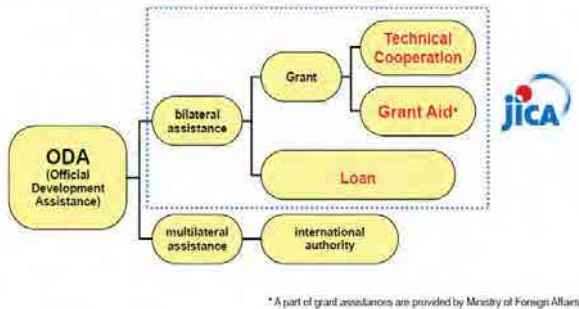 Technical
Cooperation
Grant
Grant Aid*
jICA
bilateral
assistance
ODA
(Official
Development
Assistance)
Loan
multilateral
assistance
international
authority
* A part of grant assistances are provided by Ministry of Foreign Affairs